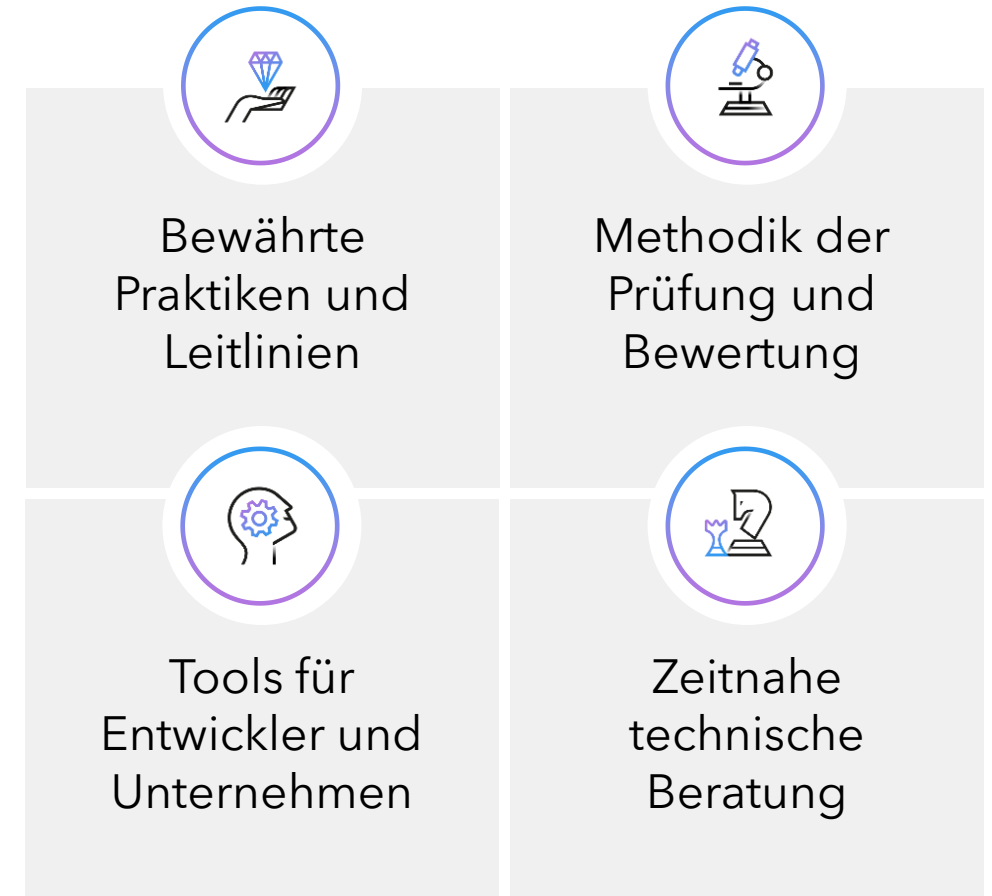 Bewährte
Praktiken und
Leitlinien
Methodik der
Prüfung und
Bewertung
Tools für
Entwickler und
Unternehmen
Zeitnahe
technische
Beratung